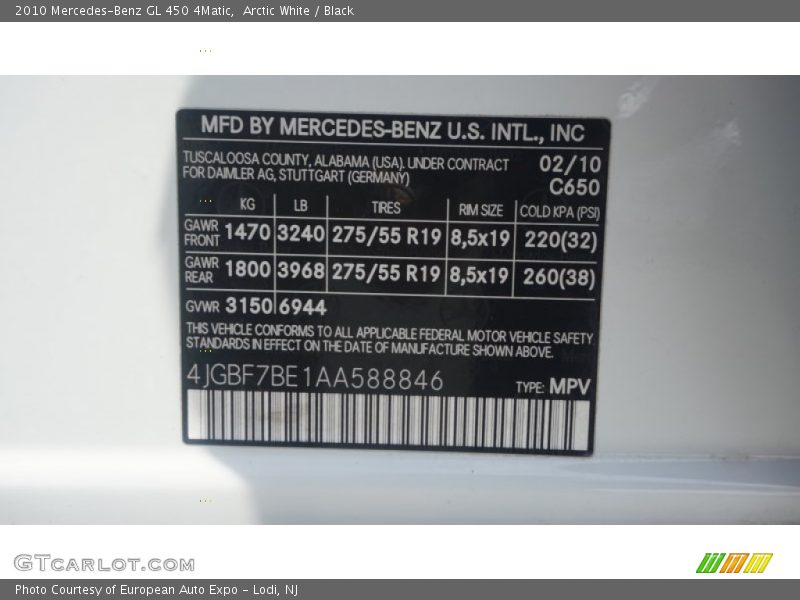 2010 Mercedes-Benz GL 450 4Matic,  Arctic White / Black
MFD BY MERCEDES-BENZ U.S. INTL., INC
TUSCALOOSA COUNTY, ALABAMA (USA). UNDER CONTRACT 02/10
FOR DAIMLER AG, STUTTGART (GERMANY) C650
KG LB TIRES RIM SIZE COLD KPA (PSI)
GAWR FRONT 1470 3240 275/55 R19 8,5x19 220(32)
GAWR REAR 1800 3968 275/55 R19 8,5x19 260(38)
GVWR 3150 6944
THIS VEHICLE CONFORMS TO ALL APPLICABLE FEDERAL MOTOR VEHICLE SAFETY
STANDARDS IN EFFECT ON THE DATE OF MANUFACTURE SHOWN ABOVE.
4JGBF7BE1AA588846 TYPE: MPV
GTCARLOT.COM
Photo Courtesy of European Auto Expo - Lodi, NJ